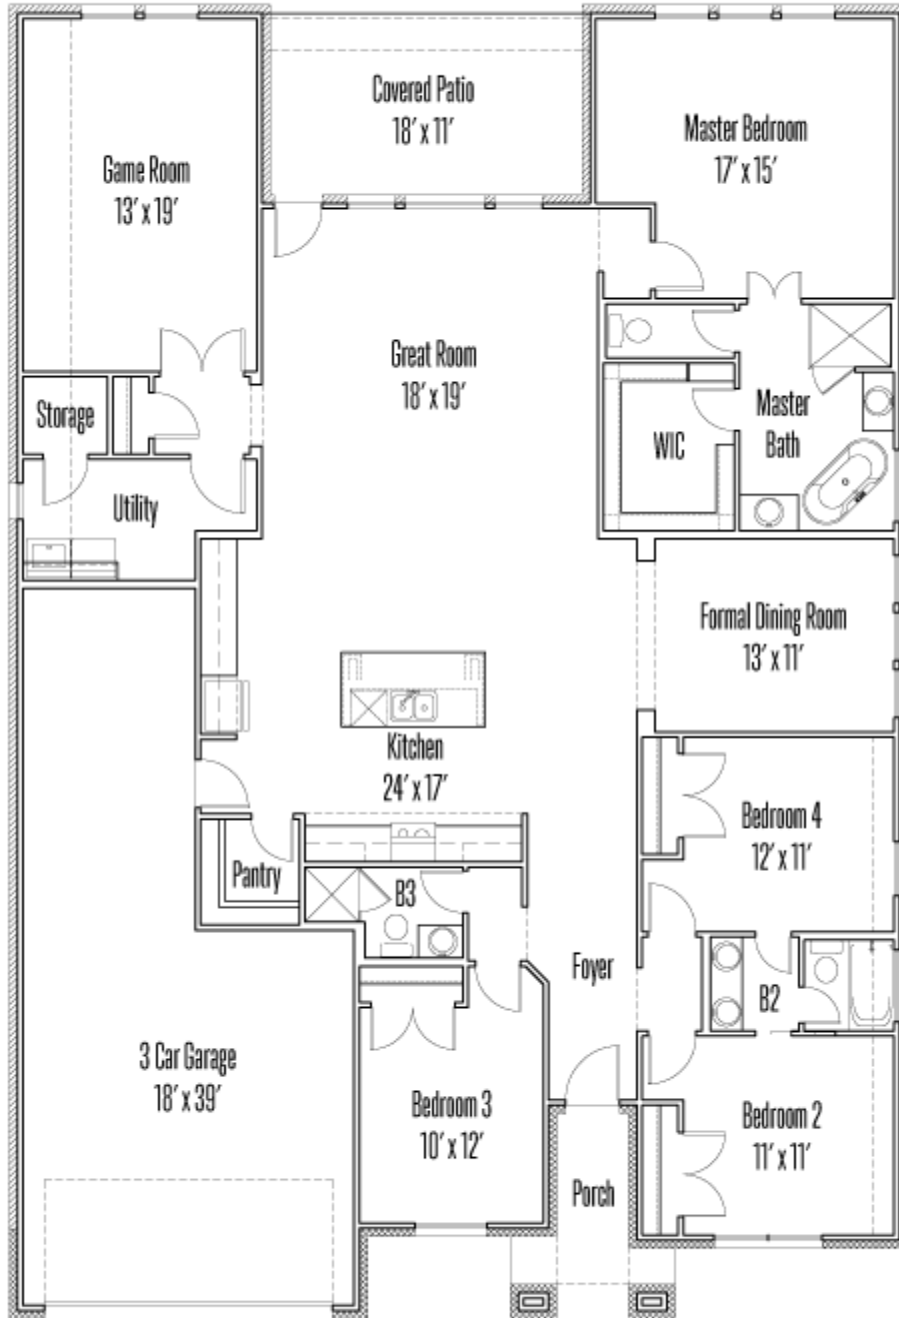 Covered Patio
18′ x 11′
Master Bedroom
17′ x 15′
Game Room
13′ x 19′
Great Room
18′ x 19′
Storage
Master
Bath
WIC
Utility
Formal Dining Room
13′ x 11′
Kitchen
24′ x 17′
Bedroom 4
12′ x 11′
Pantry
B3
Foyer
B2
3 Car Garage
18′ x 39′
Bedroom 3
10′ x 12′
Bedroom 2
11′ x 11′
Porch